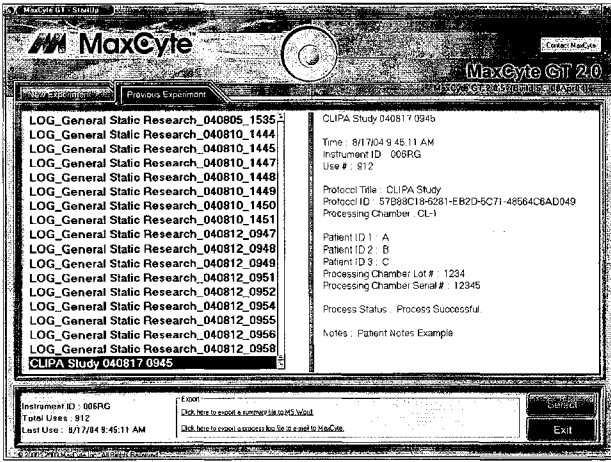 MaxCyte GT - StartUp
MaxCyte
Contact MaxCyte
MaxCyte GT 2.0
New Experiment
Previous Experiment
LOG_General Static Research_040805_1535
LOG_General Static Research_040810_1444
LOG_General Static Research_040810_1445
LOG_General Static Research_040810_1447
LOG_General Static Research_040810_1448
LOG_General Static Research_040810_1449
LOG_General Static Research_040810_1450
LOG_General Static Research_040810_1451
LOG_General Static Research_040812_0947
LOG_General Static Research_040812_0948
LOG_General Static Research_040812_0949
LOG_General Static Research_040812_0951
LOG_General Static Research_040812_0952
LOG_General Static Research_040812_0954
LOG_General Static Research_040812_0955
LOG_General Static Research_040812_0956
LOG_General Static Research_040812_0958
CLIPA Study 040817 0945
CLIPA Study 040817 0945
Time : 8/17/04 9:45:11 AM
Instrument ID : 006RG
Use # : 912
Protocol Title : CLIPA Study
Protocol ID : 57B88C18-6281-EB2D-5C71-48564C6AD049
Processing Chamber : CL-1
Patient ID 1 : A
Patient ID 2 : B
Patient ID 3 : C
Processing Chamber Lot # : 1234
Processing Chamber Serial # : 12345
Process Status : Process Successful.
Notes : Patient Notes Example
Instrument ID : 006RG
Total Uses : 912
Last Use : 8/17/04 9:45:11 AM
Export
Click here to export a summary file to MS Word.
Click here to export a process log file to e-mail to MaxCyte.
Select
Exit